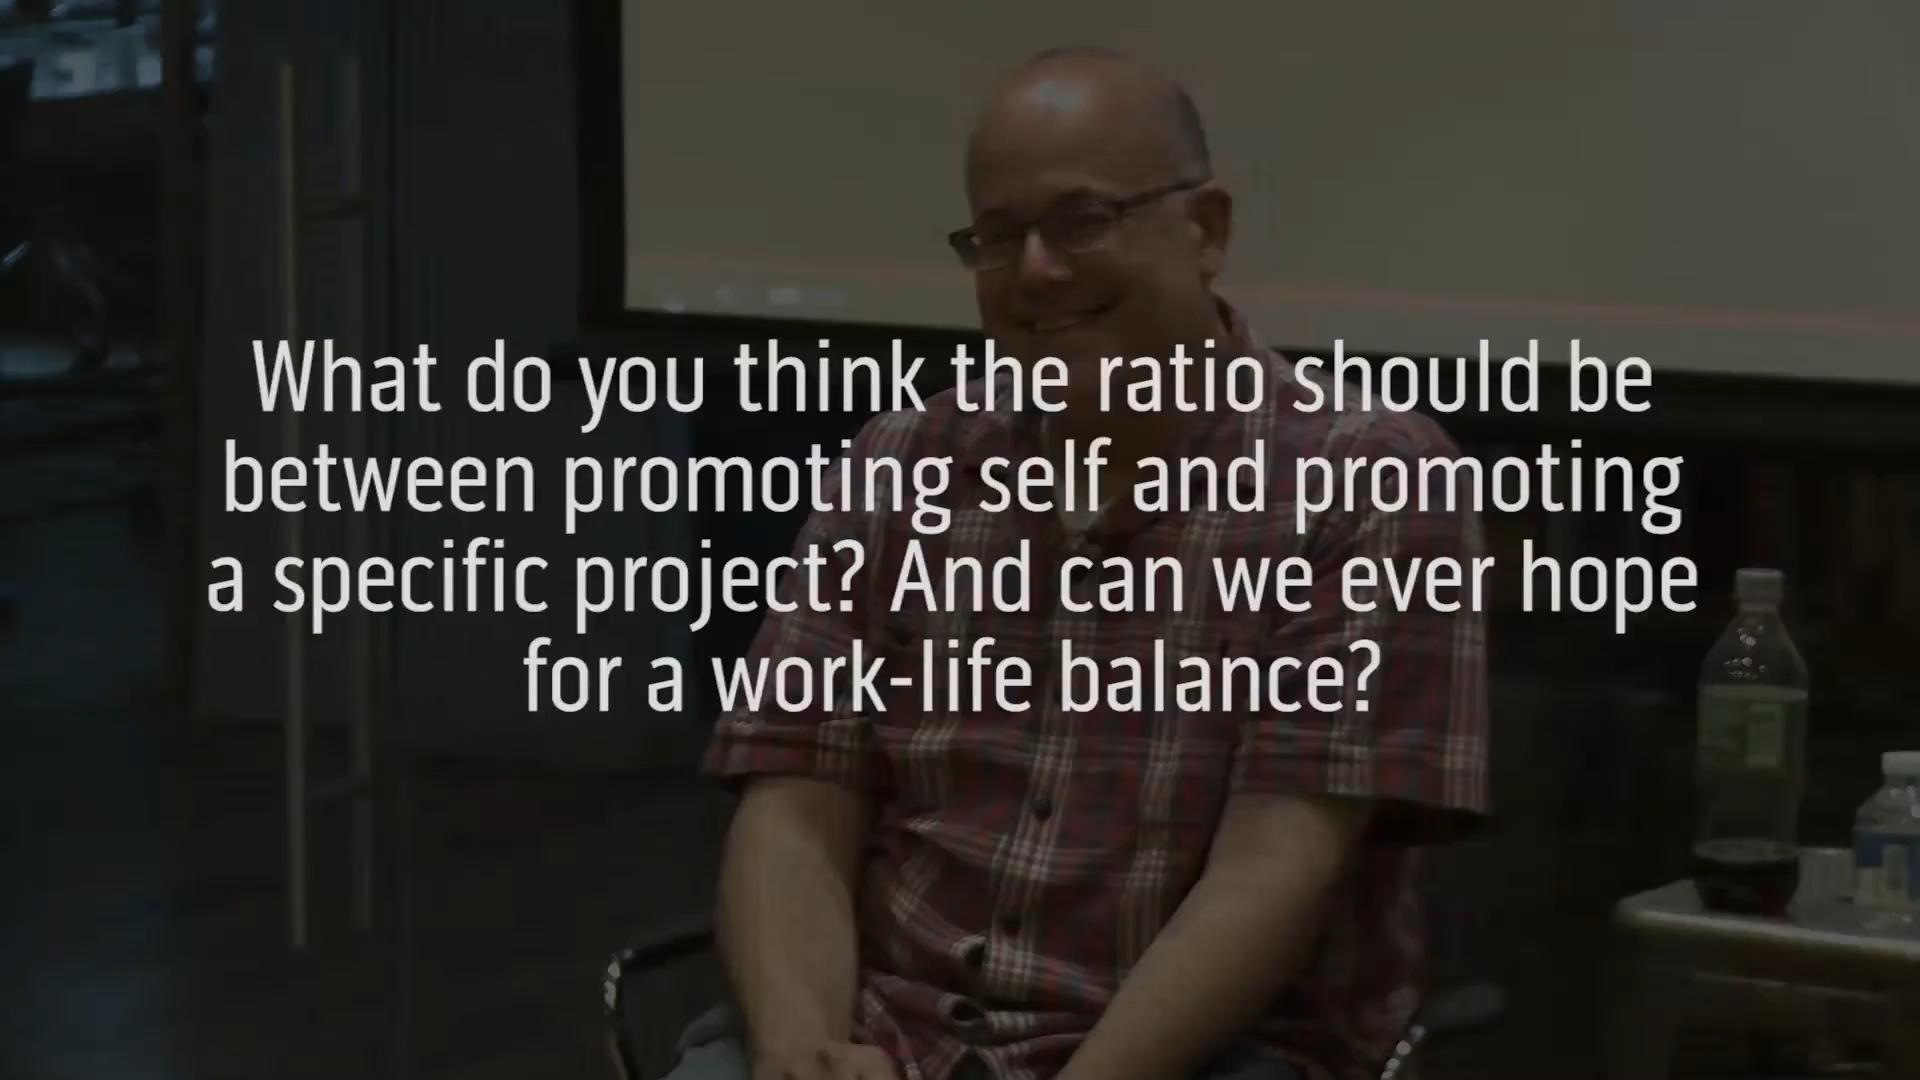 What do you think the ratio should be
between promoting self and promoting
a specific project? And can we ever hope
for a work-life balance?